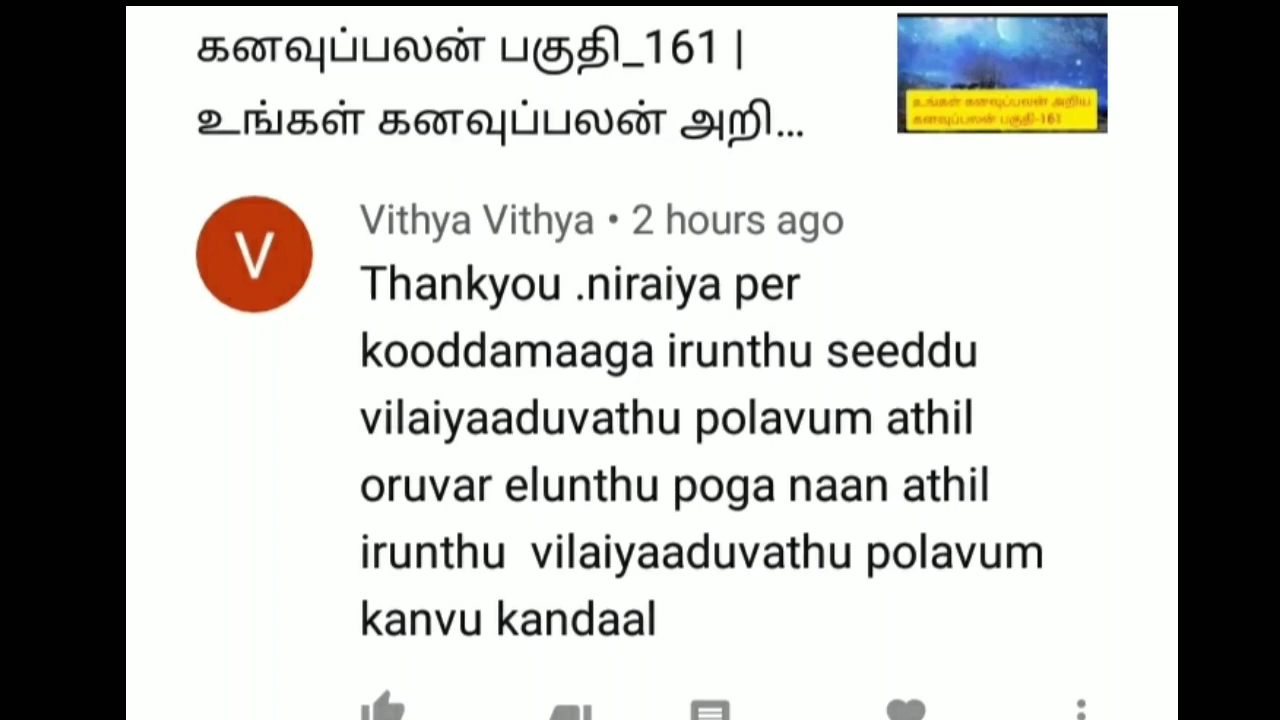 கனவுப்பலன் பகுதி_161 |
உங்கள் கனவுப்பலன் அறி...
உங்கள் கனவுப்பலன் அறிய
கனவுப்பலன் பகுதி-161
V
Vithya Vithya • 2 hours ago
Thankyou .niraiya per
kooddamaaga irunthu seeddu
vilaiyaaduvathu polavum athil
oruvar elunthu poga naan athil
irunthu  vilaiyaaduvathu polavum
kanvu kandaal